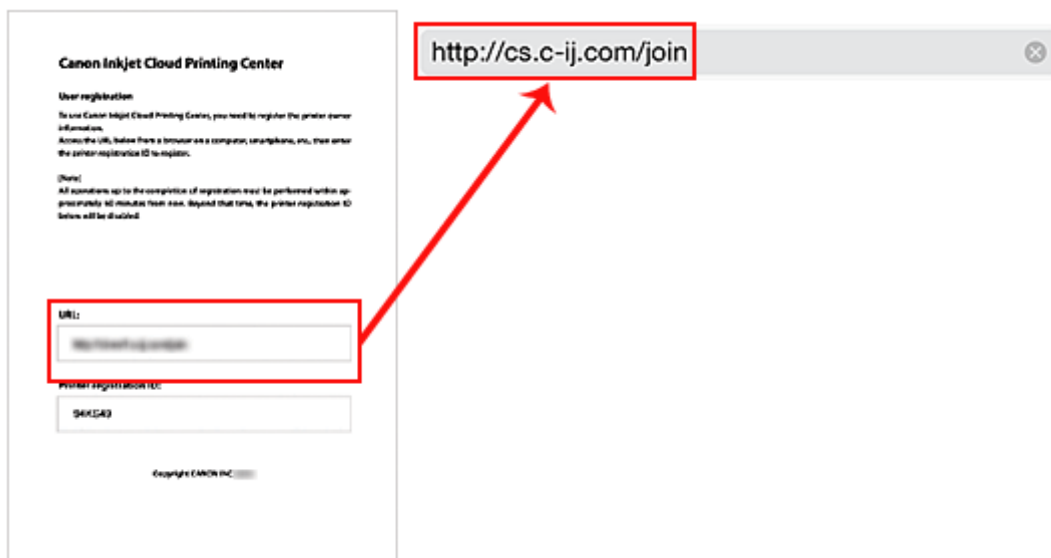 Canon Inkjet Cloud Printing Center
User registration
To use Canon Inkjet Cloud Printing Center, you need to register the printer owner
information.
Access the URL below from a browser on a computer, smartphone, etc., then enter
the printer registration ID to register.
[Note]
All operations up to the completion of registration must be performed within ap-
proximately 60 minutes from now. Beyond that time, the printer registration ID
below will be disabled
URL:
Printer registration ID:
Copyright CANON INC.
http://cs.c-ij.com/join